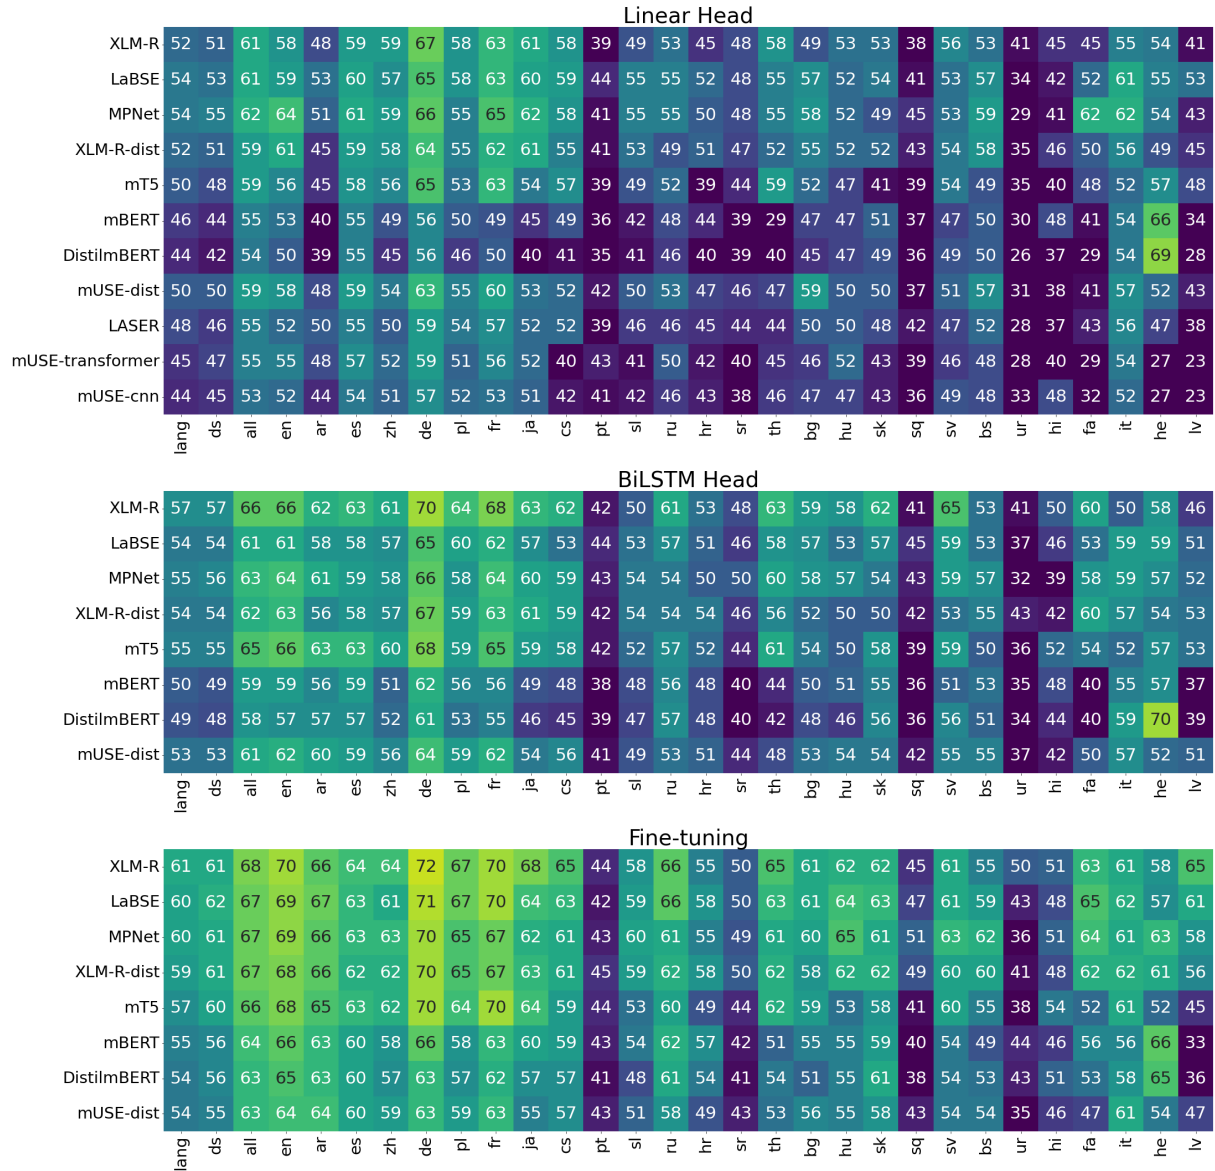 Linear Head
XLM-R 52 51 61 58 48 59 59 67 58 63 61 58 39 49 53 45 48 58 49 53 53 38 56 53 41 45 45 55 54 41
LaBSE 54 53 61 59 53 60 57 65 58 63 60 59 44 55 55 52 48 55 57 52 54 41 53 57 34 42 52 61 55 53
MPNet 54 55 62 64 51 61 59 66 55 65 62 58 41 55 55 50 48 55 58 52 49 45 53 59 29 41 62 62 54 43
XLM-R-dist 52 51 59 61 45 59 58 64 55 62 61 55 41 53 49 51 47 52 55 52 52 43 54 58 35 46 50 56 49 45
mT5 50 48 59 56 45 58 56 65 53 63 54 57 39 49 52 39 44 59 52 47 41 39 54 49 35 40 48 52 57 48
mBERT 46 44 55 53 40 55 49 56 50 49 45 49 36 42 48 44 39 29 47 47 51 37 47 50 30 48 41 54 66 34
DistilmBERT 44 42 54 50 39 55 45 54 46 50 40 41 35 41 46 40 39 40 45 47 49 36 49 50 26 37 29 54 69 28
mUSE-dist 50 50 59 58 48 59 54 63 55 60 53 52 42 50 53 47 46 47 59 50 50 37 51 57 31 38 41 57 52 43
LASER 48 46 55 52 50 55 50 59 54 57 52 52 39 46 46 45 44 44 50 50 48 42 47 52 28 37 43 56 47 38
mUSE-transformer 45 47 55 55 48 57 52 59 51 56 52 40 43 41 50 42 40 45 46 52 43 39 46 48 28 40 29 54 27 23
mUSE-cnn 44 45 53 52 44 54 51 57 52 53 51 42 41 42 46 43 38 46 47 47 43 36 49 48 33 48 32 52 27 23
lang ds all en ar es zh de pl fr ja cs pt sl ru hr sr th bg hu sk sq sv bs ur hi fa it he lv
BiLSTM Head
XLM-R 57 57 66 66 62 63 61 70 64 68 63 62 42 50 61 53 48 63 59 58 62 41 65 53 41 50 60 50 58 46
LaBSE 54 54 61 61 58 58 57 65 60 62 57 53 44 53 57 51 46 58 57 53 57 45 59 53 37 46 53 59 59 51
MPNet 55 56 63 64 61 59 58 66 58 64 60 59 43 54 54 50 50 60 58 57 54 43 59 57 32 39 58 59 57 52
XLM-R-dist 54 54 62 63 56 58 57 67 59 63 61 59 42 54 54 54 46 56 52 50 50 42 53 55 43 42 60 57 54 53
mT5 55 55 65 66 63 63 60 68 59 65 59 58 42 52 57 52 44 61 54 50 58 39 59 50 36 52 54 52 57 53
mBERT 50 49 59 59 56 59 51 62 56 56 49 48 38 48 56 48 40 44 50 51 55 36 51 53 35 48 40 55 57 37
DistilmBERT 49 48 58 57 57 57 52 61 53 55 46 45 39 47 57 48 40 42 48 46 56 36 56 51 34 44 40 59 70 39
mUSE-dist 53 53 61 62 60 59 56 64 59 62 54 56 41 49 53 51 44 48 53 54 54 42 55 55 37 42 50 57 52 51
lang ds all en ar es zh de pl fr ja cs pt sl ru hr sr th bg hu sk sq sv bs ur hi fa it he lv
Fine-tuning
XLM-R 61 61 68 70 66 64 64 72 67 70 68 65 44 58 66 55 50 65 61 62 62 45 61 55 50 51 63 61 58 65
LaBSE 60 62 67 69 67 63 61 71 67 70 64 63 42 59 66 58 50 63 61 64 63 47 61 59 43 48 65 62 57 61
MPNet 60 61 67 69 66 63 63 70 65 67 62 61 43 60 61 55 49 61 60 65 61 51 63 62 36 51 64 61 63 58
XLM-R-dist 59 61 67 68 66 62 62 70 65 67 63 61 45 59 62 58 50 62 58 62 62 49 60 60 41 48 62 62 61 56
mT5 57 60 66 68 65 63 62 70 64 70 64 59 44 53 60 49 44 62 59 53 58 41 60 55 38 54 52 61 52 45
mBERT 55 56 64 66 63 60 58 66 58 63 60 59 43 54 62 57 42 51 55 55 59 40 54 49 44 46 56 56 66 33
DistilmBERT 54 56 63 65 63 60 57 63 57 62 57 57 41 48 61 54 41 54 51 55 61 38 54 53 43 51 53 58 65 36
mUSE-dist 54 55 63 64 64 60 59 63 59 63 55 57 43 51 58 49 43 53 56 55 58 43 54 54 35 46 47 61 54 47
lang ds all en ar es zh de pl fr ja cs pt sl ru hr sr th bg hu sk sq sv bs ur hi fa it he lv